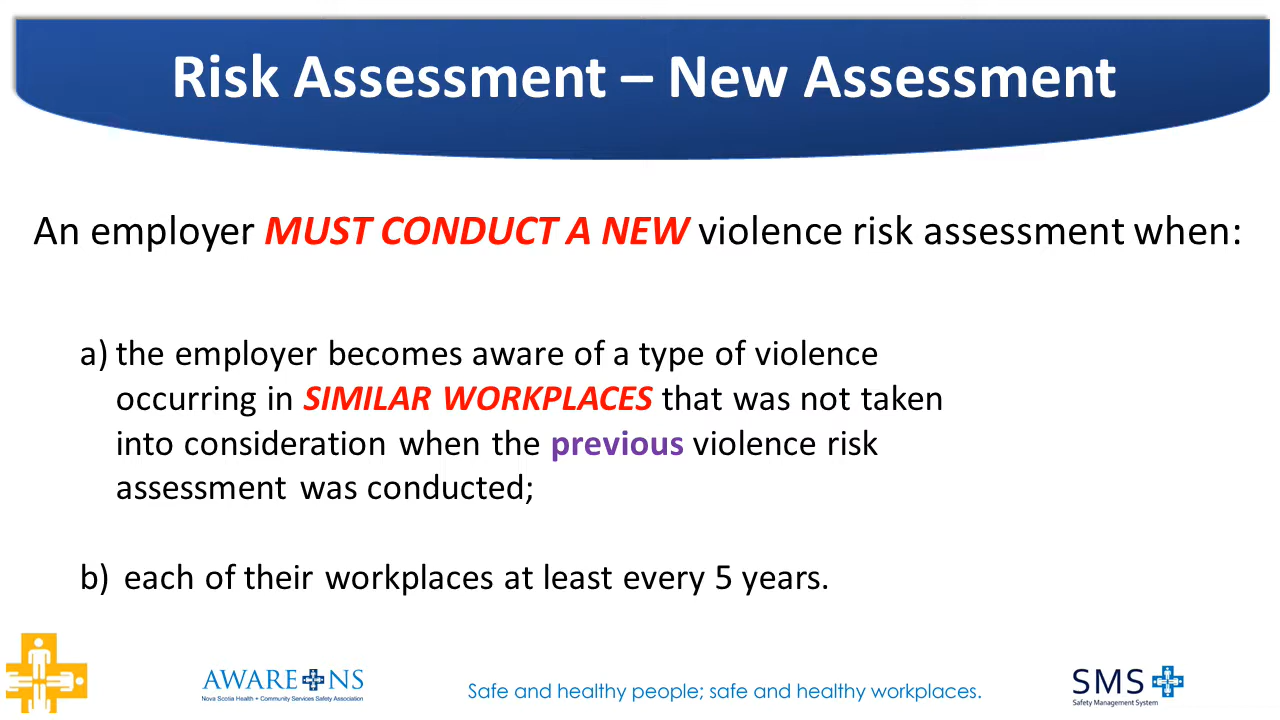 Risk Assessment – New Assessment
An employer MUST CONDUCT A NEW violence risk assessment when:
a) the employer becomes aware of a type of violence
occurring in SIMILAR WORKPLACES that was not taken
into consideration when the previous violence risk
assessment was conducted;
b) each of their workplaces at least every 5 years.
AWARE NS
Nova Scotia Health + Community Services Safety Association
Safe and healthy people; safe and healthy workplaces.
SMS
Safety Management System